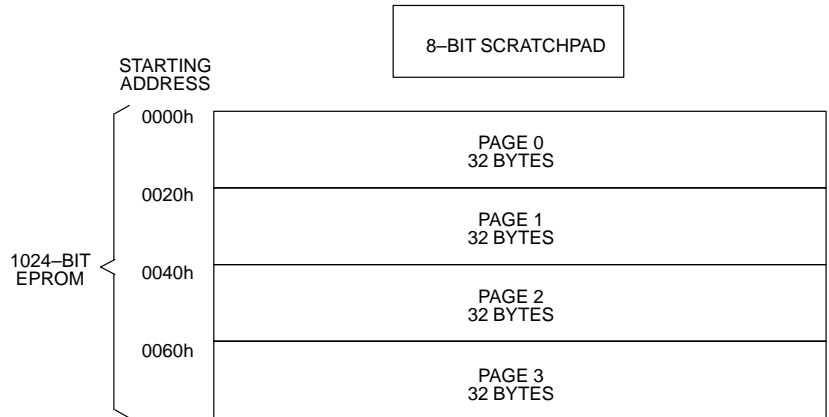 8–BIT SCRATCHPAD
STARTING
ADDRESS
0000h
PAGE 0
32 BYTES
0020h
PAGE 1
32 BYTES
1024–BIT
EPROM
0040h
PAGE 2
32 BYTES
0060h
PAGE 3
32 BYTES